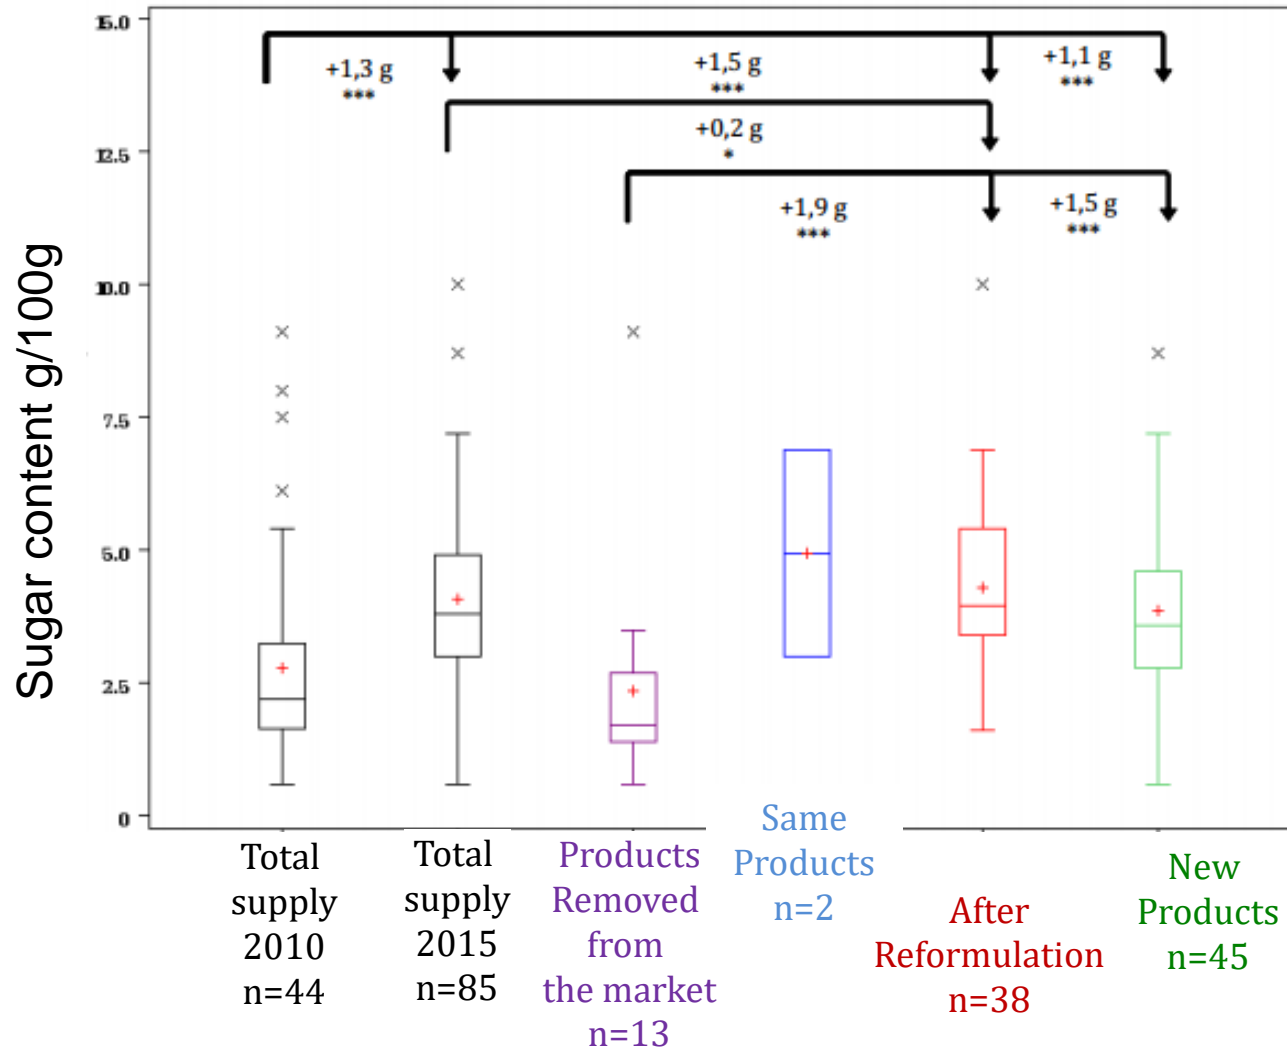 Sugar content g/100g
15.0
12.5
10.0
7.5
5.0
2.5
0
+1,3 g
***
+1,5 g
***
+1,1 g
***
+0,2 g
*
+1,9 g
***
+1,5 g
***
Total
supply
2010
n=44
Total
supply
2015
n=85
Products
Removed
from
the market
n=13
Same
Products
n=2
After
Reformulation
n=38
New
Products
n=45